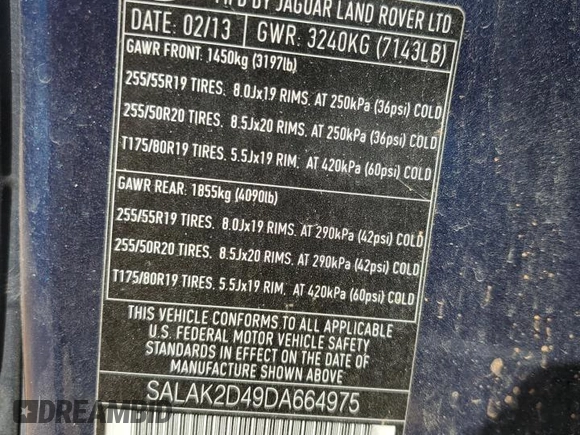 MFD BY JAGUAR LAND ROVER LTD.
DATE: 02/13 GWR: 3240KG (7143LB)
GAWR FRONT: 1450kg (3197lb)
255/55R19 TIRES. 8.0Jx19 RIMS. AT 250kPa (36psi) COLD
255/50R20 TIRES. 8.5Jx20 RIMS. AT 250kPa (36psi) COLD
T175/80R19 TIRES. 5.5Jx19 RIM. AT 420kPa (60psi) COLD
GAWR REAR: 1855kg (4090lb)
255/55R19 TIRES. 8.0Jx19 RIMS. AT 290kPa (42psi) COLD
255/50R20 TIRES. 8.5Jx20 RIMS. AT 290kPa (42psi) COLD
T175/80R19 TIRES. 5.5Jx19 RIM. AT 420kPa (60psi) COLD
THIS VEHICLE CONFORMS TO ALL APPLICABLE
U.S. FEDERAL MOTOR VEHICLE SAFETY
STANDARDS IN EFFECT ON THE DATE OF
MANUFACTURE SHOWN ABOVE
SALAK2D49DA664975
DEALERS AUCTION